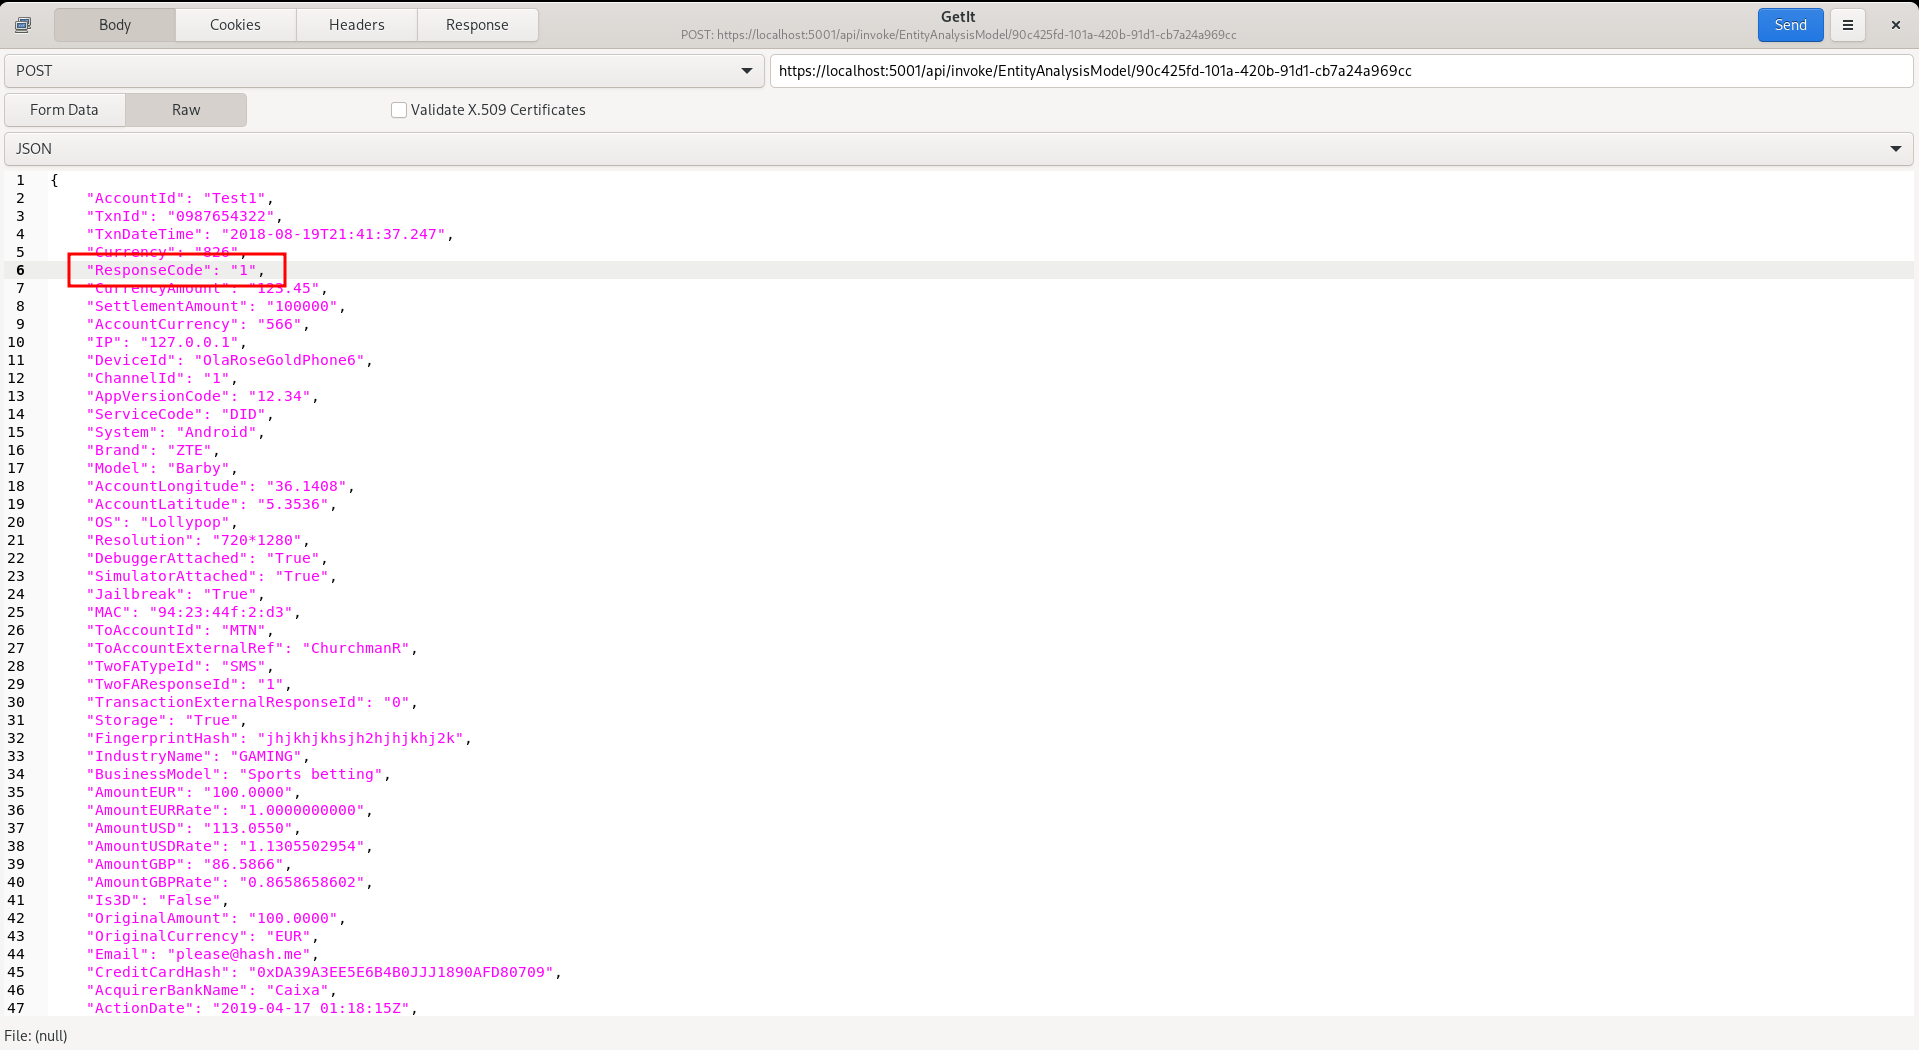 Body
Cookies
Headers
Response
GetIt
POST: https://localhost:5001/api/invoke/EntityAnalysisModel/90c425fd-101a-420b-91d1-cb7a24a969cc
Send
POST
https://localhost:5001/api/invoke/EntityAnalysisModel/90c425fd-101a-420b-91d1-cb7a24a969cc
Form Data
Raw
Validate X.509 Certificates
JSON
1 {
2 "AccountId": "Test1",
3 "TxnId": "0987654322",
4 "TxnDateTime": "2018-08-19T21:41:37.247",
5 "Currency": "826",
6 "ResponseCode": "1",
7 "CurrencyAmount": "123.45",
8 "SettlementAmount": "100000",
9 "AccountCurrency": "566",
10 "IP": "127.0.0.1",
11 "DeviceId": "OlaRoseGoldPhone6",
12 "ChannelId": "1",
13 "AppVersionCode": "12.34",
14 "ServiceCode": "DID",
15 "System": "Android",
16 "Brand": "ZTE",
17 "Model": "Barby",
18 "AccountLongitude": "36.1408",
19 "AccountLatitude": "5.3536",
20 "OS": "Lollypop",
21 "Resolution": "720*1280",
22 "DebuggerAttached": "True",
23 "SimulatorAttached": "True",
24 "Jailbreak": "True",
25 "MAC": "94:23:44f:2:d3",
26 "ToAccountId": "MTN",
27 "ToAccountExternalRef": "ChurchmanR",
28 "TwoFATypeId": "SMS",
29 "TwoFAResponseId": "1",
30 "TransactionExternalResponseId": "0",
31 "Storage": "True",
32 "FingerprintHash": "jhjkhjkhsjh2hjhjkhj2k",
33 "IndustryName": "GAMING",
34 "BusinessModel": "Sports betting",
35 "AmountEUR": "100.0000",
36 "AmountEURRate": "1.0000000000",
37 "AmountUSD": "113.0550",
38 "AmountUSDRate": "1.1305502954",
39 "AmountGBP": "86.5866",
40 "AmountGBPRate": "0.8658658602",
41 "Is3D": "False",
42 "OriginalAmount": "100.0000",
43 "OriginalCurrency": "EUR",
44 "Email": "please@hash.me",
45 "CreditCardHash": "0xDA39A3EE5E6B4B0JJJ1890AFD80709",
46 "AcquirerBankName": "Caixa",
47 "ActionDate": "2019-04-17 01:18:15Z",
File: (null)